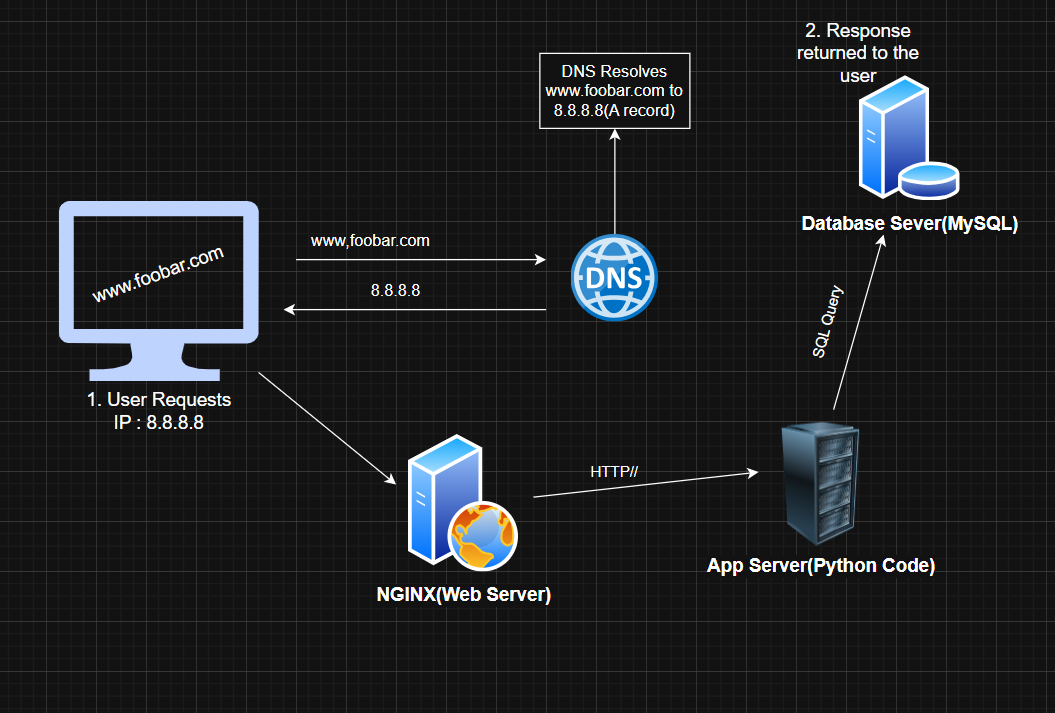 2. Response
returned to the
user
DNS Resolves
www.foobar.com to
8.8.8.8(A record)
Database Sever(MySQL)
www,foobar.com
8.8.8.8
DNS
www.foobar.com
SQL Query
1. User Requests
IP : 8.8.8.8
HTTP//
App Server(Python Code)
NGINX(Web Server)